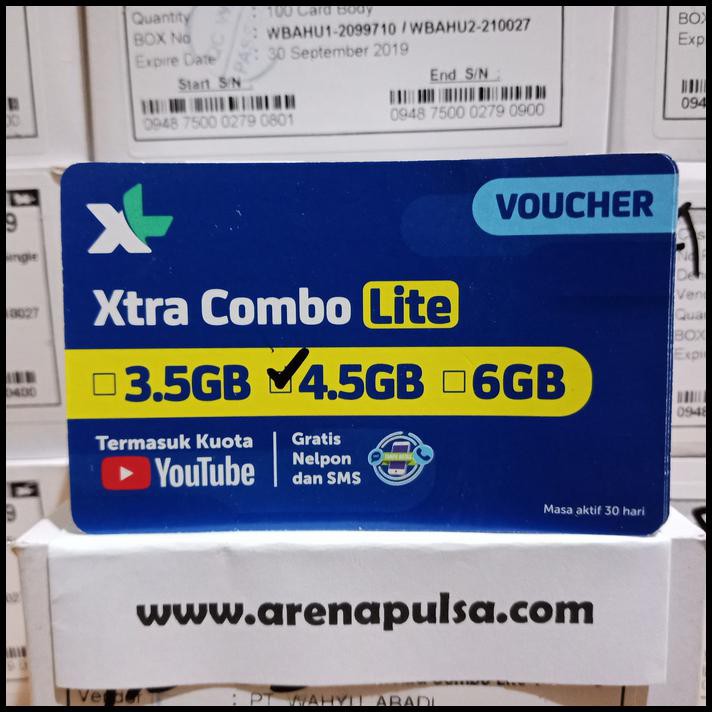 Quantity : 100 Card Body
BOX No : WBAHU1-2099710 / WBAHU2-210027
Expire Date : 30 September 2019
Start S/N : End S/N :
0948 7500 0279 0801 0948 7500 0279 0900
XL
VOUCHER
Xtra Combo Lite
3.5GB 4.5GB 6GB
Termasuk Kuota
YouTube
Gratis
Nelpon
dan SMS
Masa aktif 30 hari
www.arenapulsa.com
: PT. WAHYU ABADI